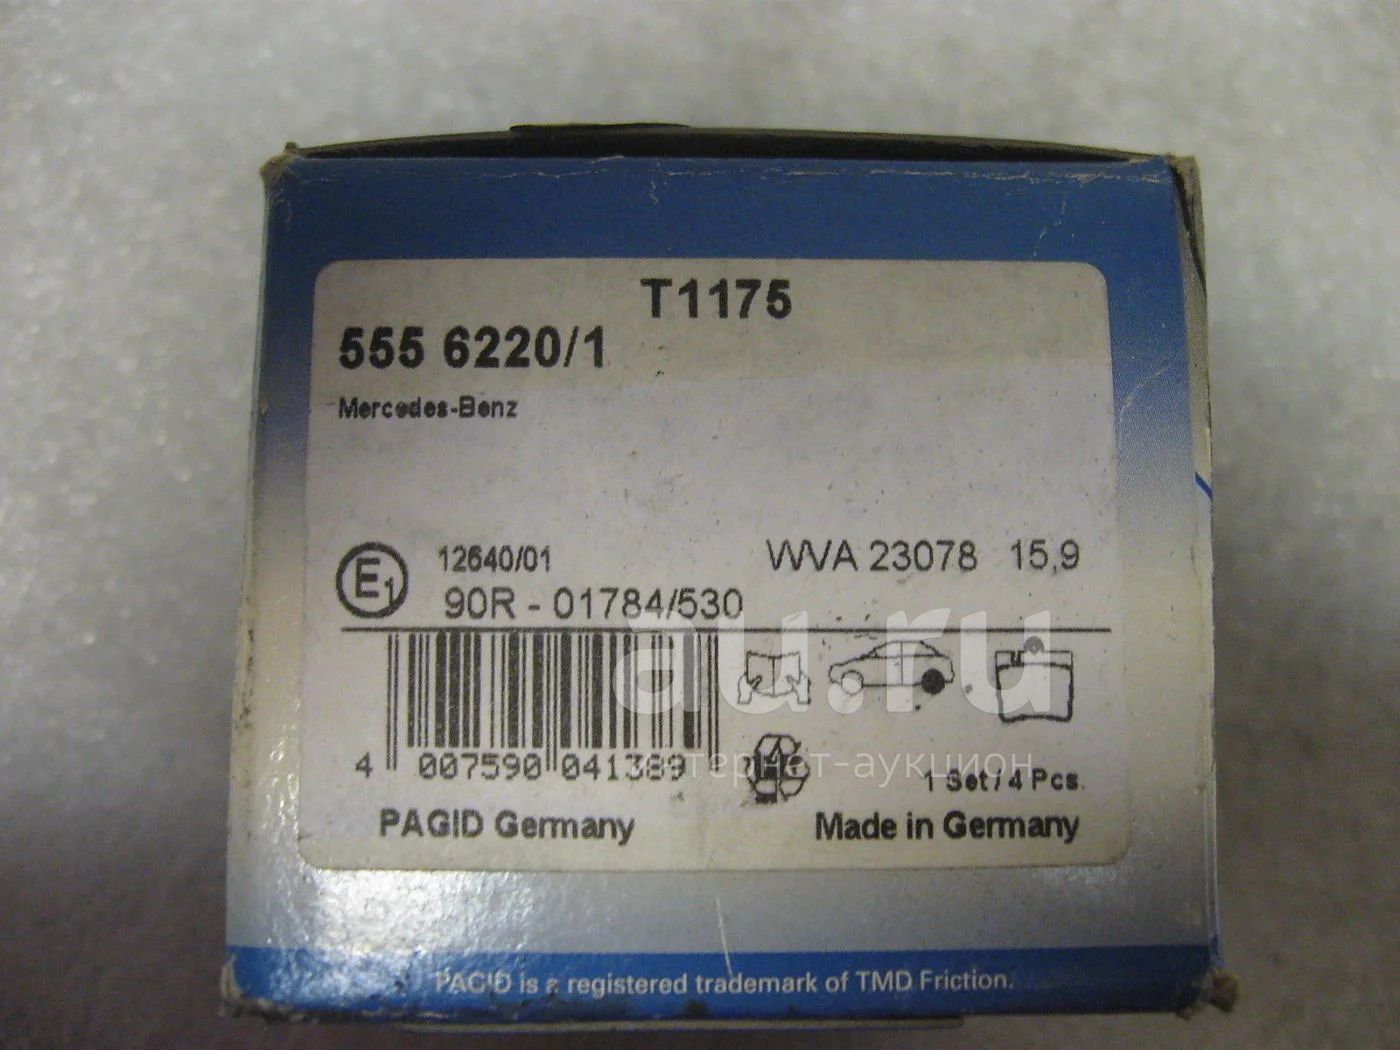 T1175
555 6220/1
Mercedes-Benz
E1
12640/01
WVA 23078 15,9
90R - 01784/530
au.ru
интернет-аукцион
4 007590 041389
1 Set / 4 Pcs.
PAGID Germany
Made in Germany
PAGID is a registered trademark of TMD Friction.